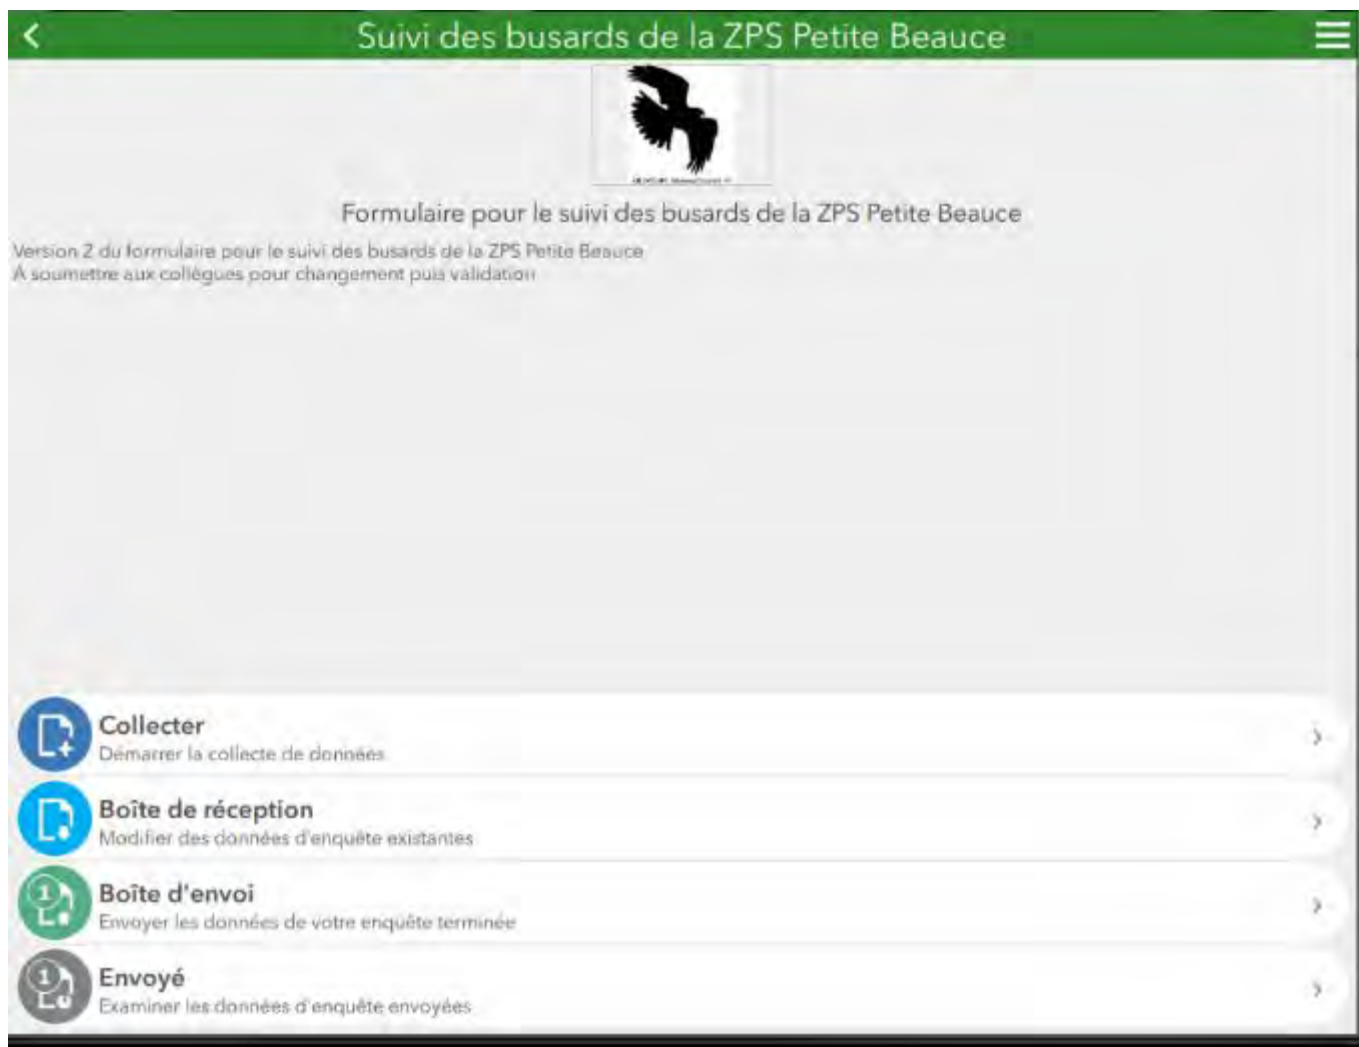 Suivi des busards de la ZPS Petite Beauce
Formulaire pour le suivi des busards de la ZPS Petite Beauce
Version 2 du formulaire pour le suivi des busards de la ZPS Petite Beauce
A soumettre aux collègues pour changement puis validation
Collecter
Démarrer la collecte de données
Boîte de réception
Modifier des données d'enquête existantes
1
Boîte d'envoi
Envoyer les données de votre enquête terminée
1
Envoyé
Examiner les données d'enquête envoyées